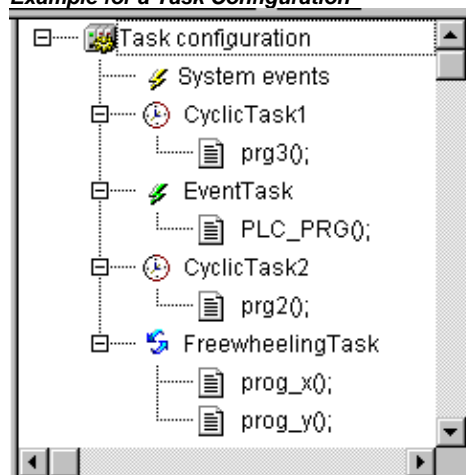 Example for a Task Configuration
Task configuration
System events
CyclicTask1
prg3();
EventTask
PLC_PRG();
CyclicTask2
prg2();
FreewheelingTask
prog_x();
prog_y();